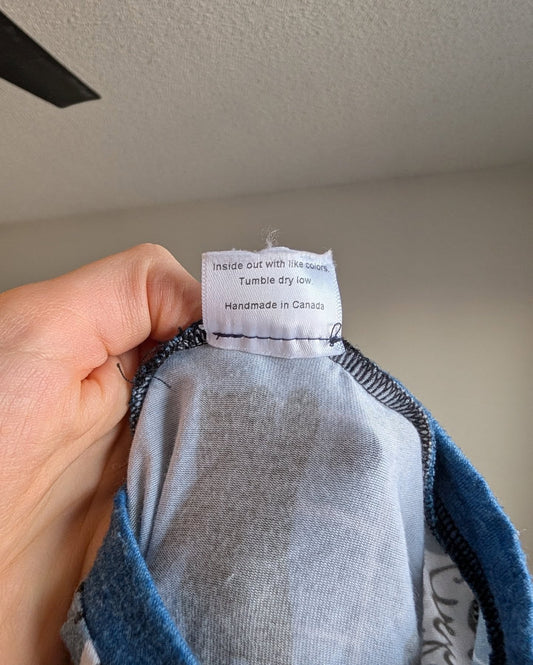 Inside out with like colors.
Tumble dry low
Handmade in Canada